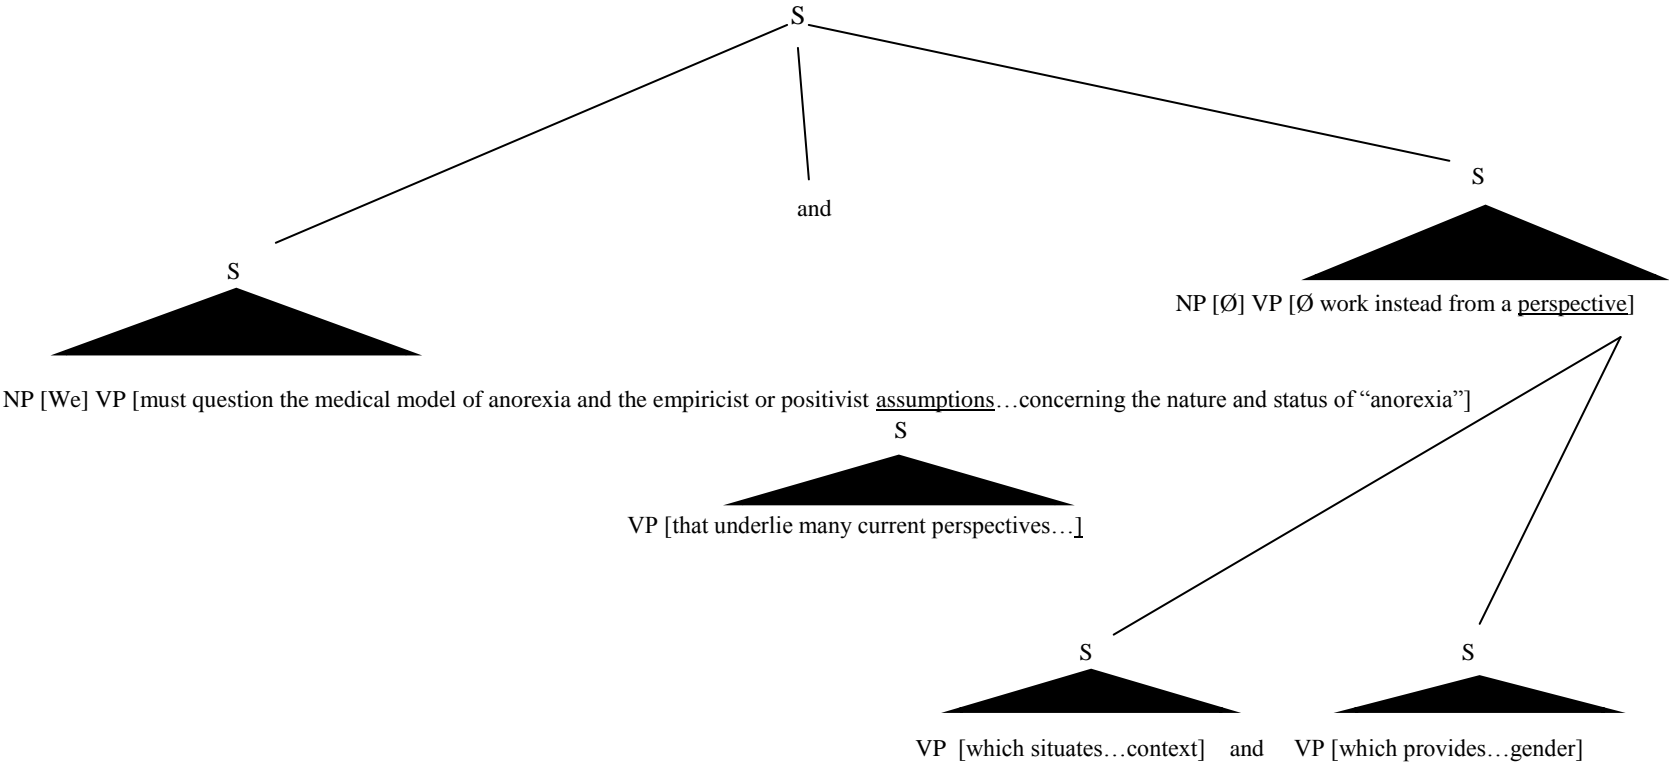 S
S
and
S
NP [Ø] VP [Ø work instead from a perspective]
NP [We] VP [must question the medical model of anorexia and the empiricist or positivist assumptions…concerning the nature and status of “anorexia”]
S
VP [that underlie many current perspectives…]
S S
VP [which situates…context] and VP [which provides…gender]